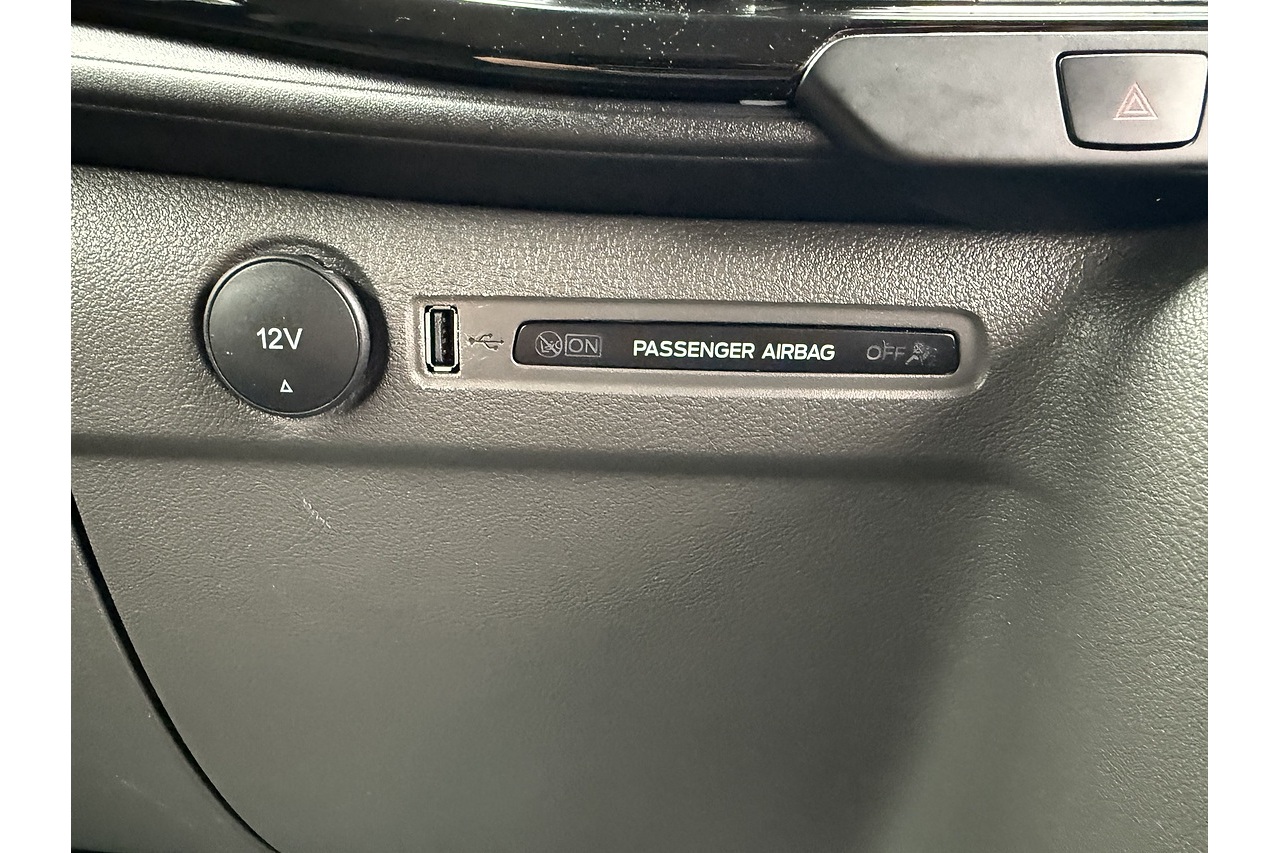 12V
ON PASSENGER AIRBAG OFF